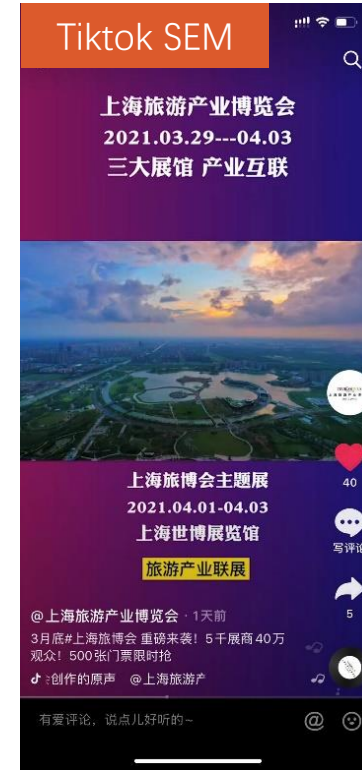 Tiktok SEM
上海旅游产业博览会
2021.03.29---04.03
三大展馆 产业互联
上海旅博会主题展
2021.04.01-04.03
上海世博展览馆
旅游产业联展
40
写评论
5
@上海旅游产业博览会 · 1天前
3月底#上海旅博会 重磅来袭！5千展商40万
观众！500张门票限时抢
创作的原声 @上海旅游产
有爱评论，说点儿好听的~
@